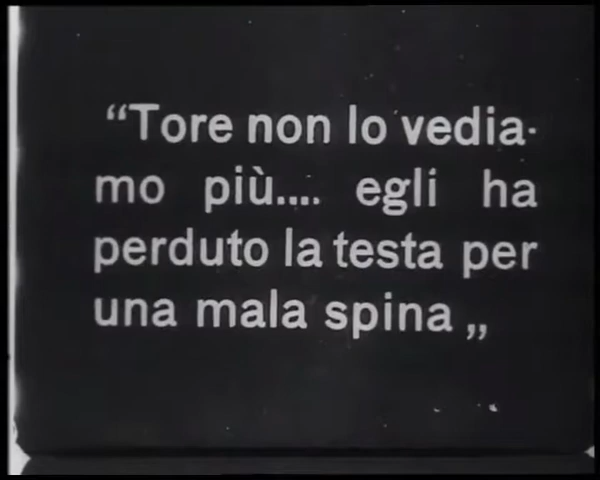 “Tore non lo vedia-
mo più.... egli ha
perduto la testa per
una mala spina „